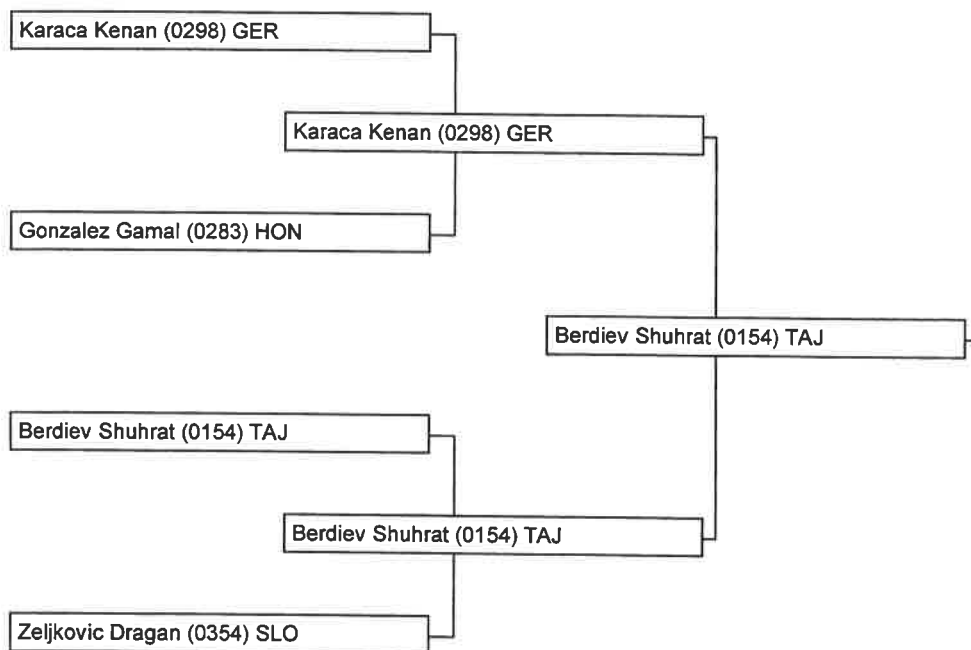 Karaca Kenan (0298) GER
Karaca Kenan (0298) GER
Gonzalez Gamal (0283) HON
Berdiev Shuhrat (0154) TAJ
Berdiev Shuhrat (0154) TAJ
Berdiev Shuhrat (0154) TAJ
Zeljkovic Dragan (0354) SLO